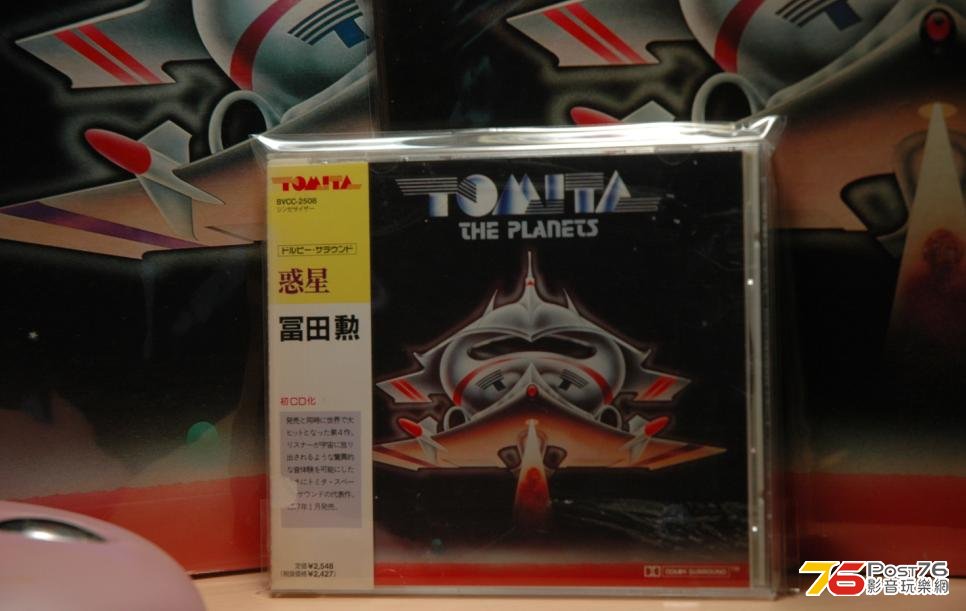 TOMITA
BVCC-2508
シンセサイザー
ドルビー・サラウンド
惑星
冨田勲
初CD化
発売と同時に世界で大
ヒットとなった第4作。
リスナーが宇宙に放り
出されるような驚異的
な音体験を可能にした
にトミタ・スペー
サウンドの代表作。
7年1月発売。
定価¥2,548
(税抜価格¥2,427)
TOMITA
THE PLANETS
DOLBY SURROUND
TM
76 Post76
影音玩樂網